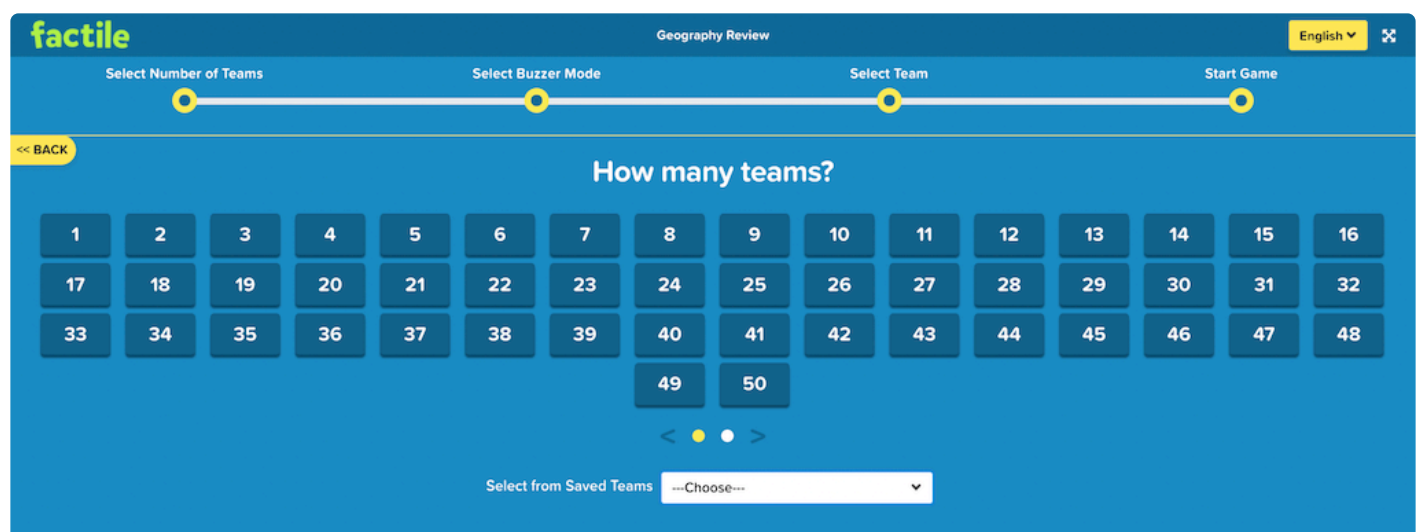 factile
Geography Review
English
Select Number of Teams Select Buzzer Mode Select Team Start Game
<< BACK
How many teams?
1 2 3 4 5 6 7 8 9 10 11 12 13 14 15 16
17 18 19 20 21 22 23 24 25 26 27 28 29 30 31 32
33 34 35 36 37 38 39 40 41 42 43 44 45 46 47 48
49 50
< >
Select from Saved Teams ---Choose---